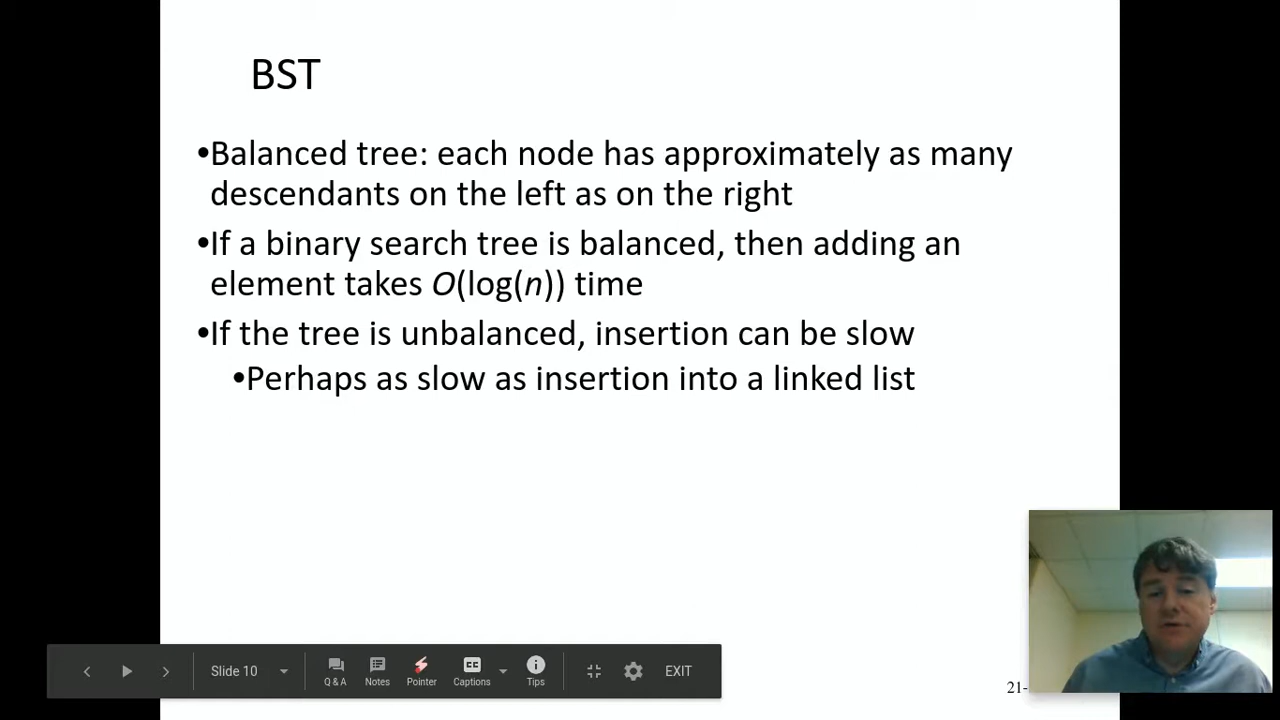 BST
•Balanced tree: each node has approximately as many
descendants on the left as on the right
•If a binary search tree is balanced, then adding an
element takes O(log(n)) time
•If the tree is unbalanced, insertion can be slow
•Perhaps as slow as insertion into a linked list
Slide 10
Q & A
Notes
Pointer
CC
Captions
Tips
EXIT
21-